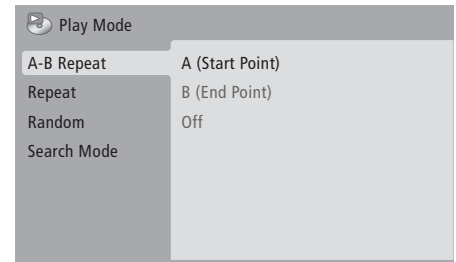 Play Mode
A-B Repeat
Repeat
Random
Search Mode
A (Start Point)
B (End Point)
Off